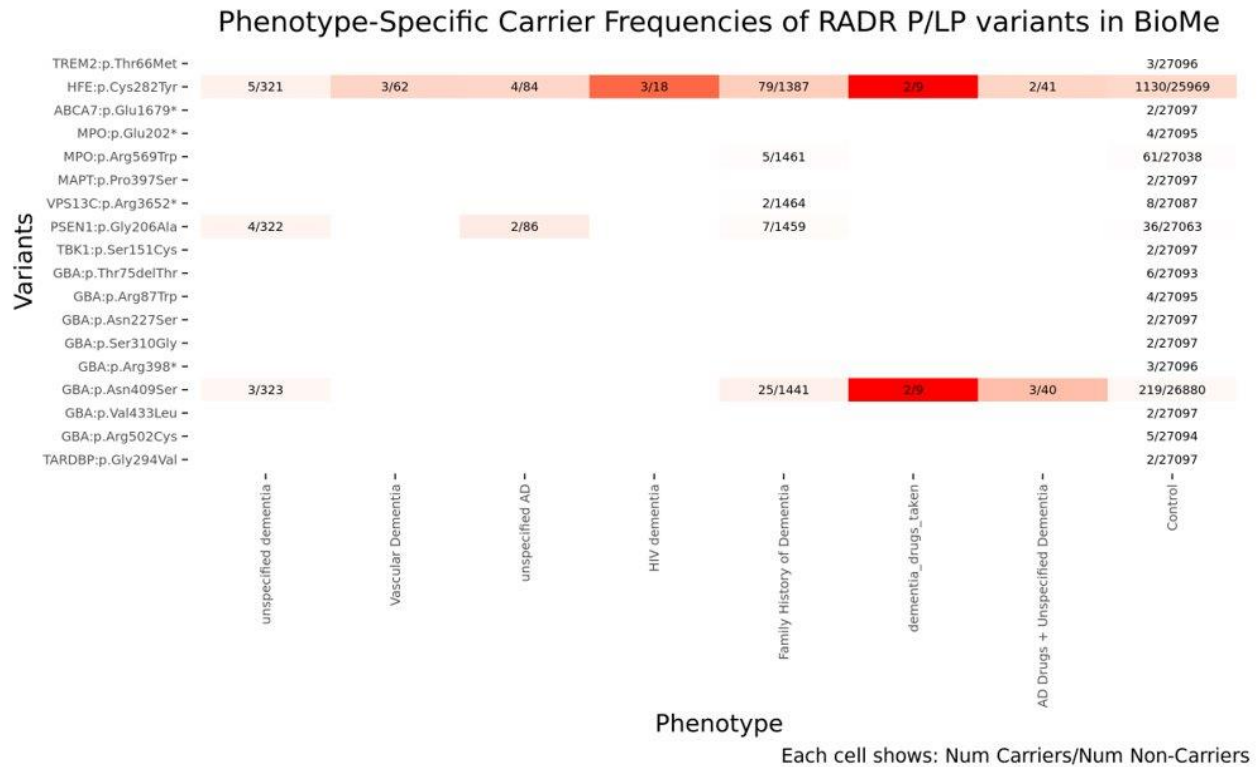 Phenotype-Specific Carrier Frequencies of RADR P/LP variants in BioMe
Variants
TREM2:p.Thr66Met 3/27096
HFE:p.Cys282Tyr 5/321 3/62 4/84 3/18 79/1387 2/9 2/41 1130/25969
ABCA7:p.Glu1679* 2/27097
MPO:p.Glu202* 4/27095
MPO:p.Arg569Trp 5/1461 61/27038
MAPT:p.Pro397Ser 2/27097
VPS13C:p.Arg3652* 2/1464 8/27087
PSEN1:p.Gly206Ala 4/322 2/86 7/1459 36/27063
TBK1:p.Ser151Cys 2/27097
GBA:p.Thr75delThr 6/27093
GBA:p.Arg87Trp 4/27095
GBA:p.Asn227Ser 2/27097
GBA:p.Ser310Gly 2/27097
GBA:p.Arg398* 3/27096
GBA:p.Asn409Ser 3/323 25/1441 2/9 3/40 219/26880
GBA:p.Val433Leu 2/27097
GBA:p.Arg502Cys 5/27094
TARDBP:p.Gly294Val 2/27097
unspecified dementia
Vascular Dementia
unspecified AD
HIV dementia
Family History of Dementia
dementia_drugs_taken
AD Drugs + Unspecified Dementia
Control
Phenotype
Each cell shows: Num Carriers/Num Non-Carriers